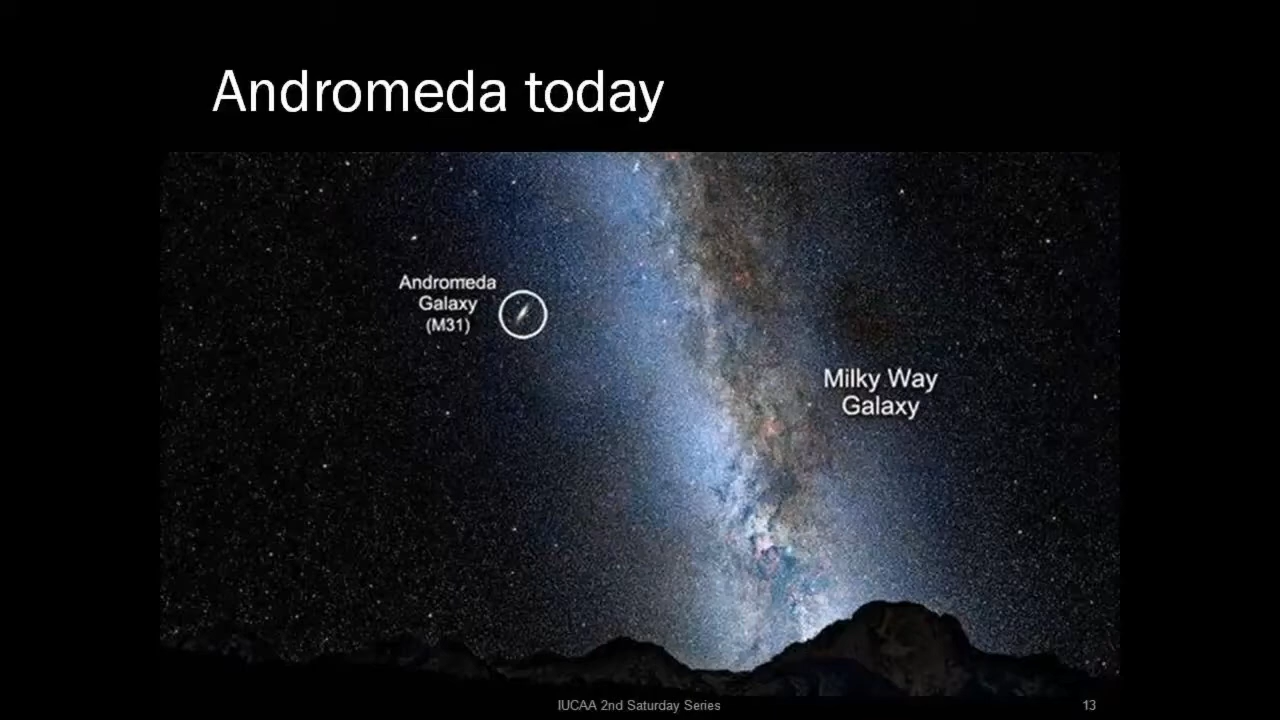 Andromeda today
Andromeda
Galaxy
(M31)
Milky Way
Galaxy
IUCAA 2nd Saturday Series
13